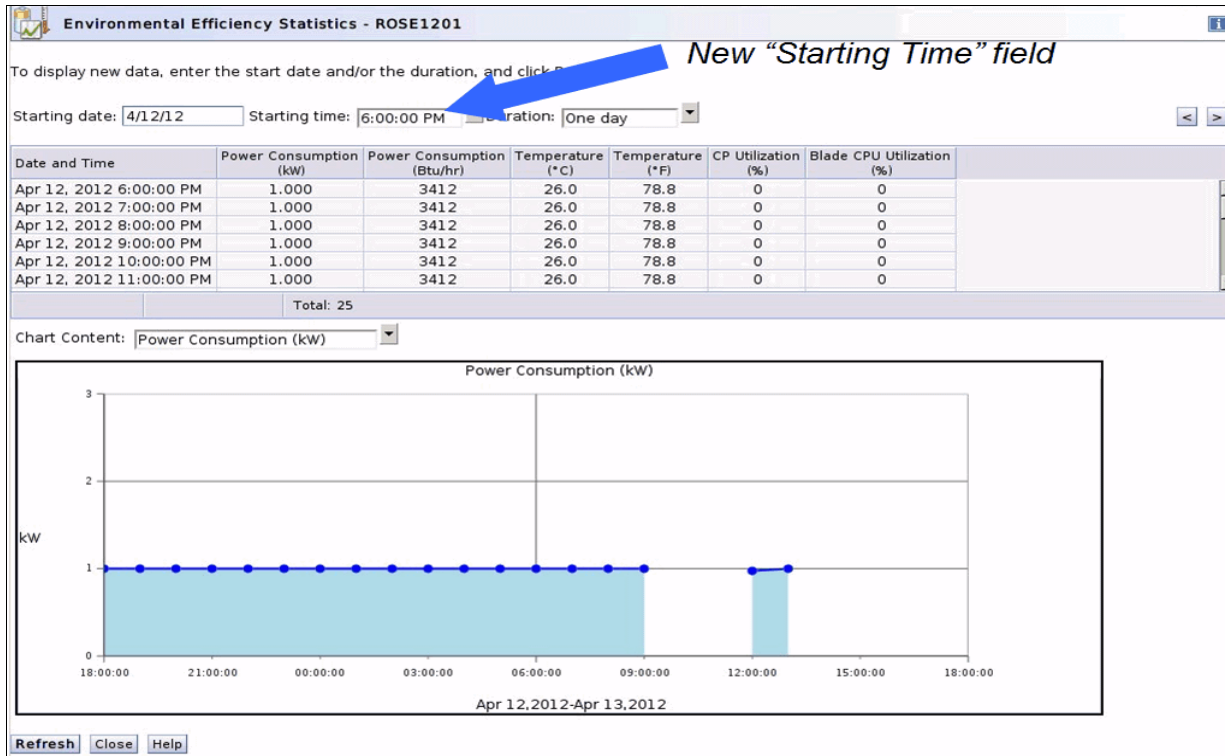 Environmental Efficiency Statistics - ROSE1201
i
New “Starting Time” field
To display new data, enter the start date and/or the duration, and click
Starting date: 4/12/12 Starting time: 6:00:00 PM Duration: One day < >
Date and Time Power Consumption (kW) Power Consumption (Btu/hr) Temperature (°C) Temperature (°F) CP Utilization (%) Blade CPU Utilization (%)
Apr 12, 2012 6:00:00 PM 1.000 3412 26.0 78.8 0 0
Apr 12, 2012 7:00:00 PM 1.000 3412 26.0 78.8 0 0
Apr 12, 2012 8:00:00 PM 1.000 3412 26.0 78.8 0 0
Apr 12, 2012 9:00:00 PM 1.000 3412 26.0 78.8 0 0
Apr 12, 2012 10:00:00 PM 1.000 3412 26.0 78.8 0 0
Apr 12, 2012 11:00:00 PM 1.000 3412 26.0 78.8 0 0
Total: 25
Chart Content: Power Consumption (kW)
Power Consumption (kW)
3
2
kW
1
0
18:00:00 21:00:00 00:00:00 03:00:00 06:00:00 09:00:00 12:00:00 15:00:00 18:00:00
Apr 12,2012-Apr 13,2012
Refresh Close Help